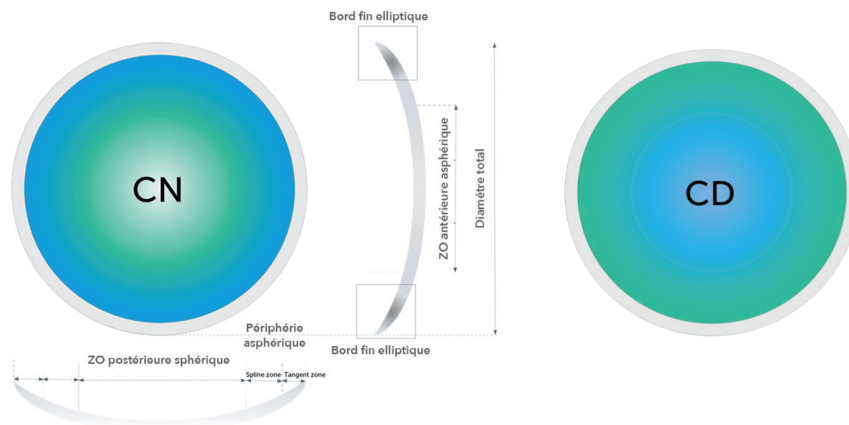 Bord fin elliptique
CN
ZO antérieure asphérique
Diamétre total
CD
Périphérie
asphérique
Bord fin elliptique
ZO postérieure sphérique
Spline zone
Tangent zone